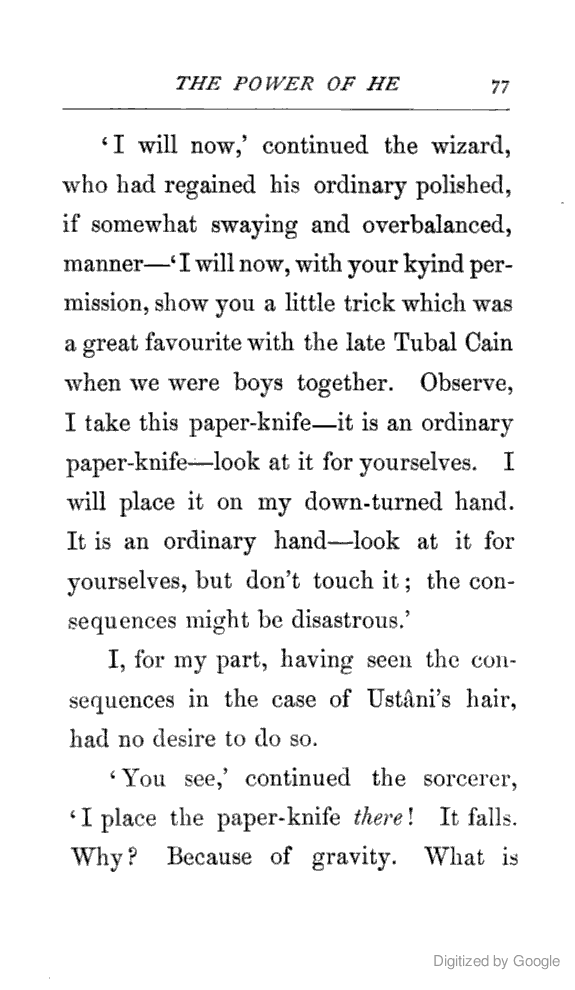 THE POWER OF HE 77
‘I will now,’ continued the wizard,
who had regained his ordinary polished,
if somewhat swaying and overbalanced,
manner—‘I will now, with your kyind per-
mission, show you a little trick which was
a great favourite with the late Tubal Cain
when we were boys together. Observe,
I take this paper-knife—it is an ordinary
paper-knife—look at it for yourselves. I
will place it on my down-turned hand.
It is an ordinary hand—look at it for
yourselves, but don’t touch it; the con-
sequences might be disastrous.’
I, for my part, having seen the con-
sequences in the case of Ustâni’s hair,
had no desire to do so.
‘You see,’ continued the sorcerer,
‘I place the paper-knife there! It falls.
Why? Because of gravity. What is
Digitized by Google